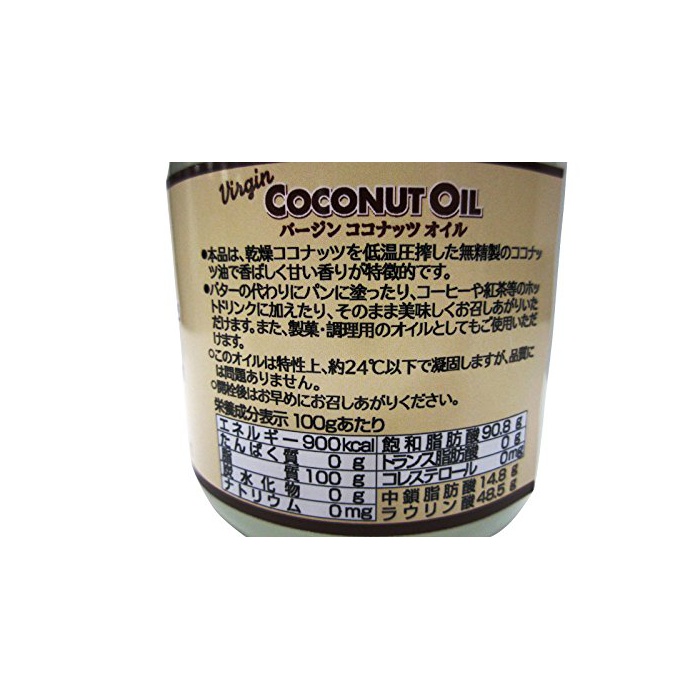 Virgin COCONUT OIL
バージン ココナッツ オイル
●本品は、乾燥ココナッツを低温圧搾した無精製のココナッ
ツ油で香ばしく甘い香りが特徴的です。
●バターの代わりにパンに塗ったり、コーヒーや紅茶等のホッ
トドリンクに加えたり、そのまま美味しくお召しあがりいた
だけます。また、製菓・調理用のオイルとしてもご使用いただ
けます。
○このオイルは特性上、約24℃以下で凝固しますが、品質に
は問題ありません。
○開栓後はお早めにお召しあがりください。
栄養成分表示 100gあたり
エネルギー 900kcal 飽和脂肪酸 90.8g
たんぱく質 0g トランス脂肪酸 0g
脂質 100g コレステロール 0mg
炭水化物 0g 中鎖脂肪酸 14.8g
ナトリウム 0mg ラウリン酸 48.5g